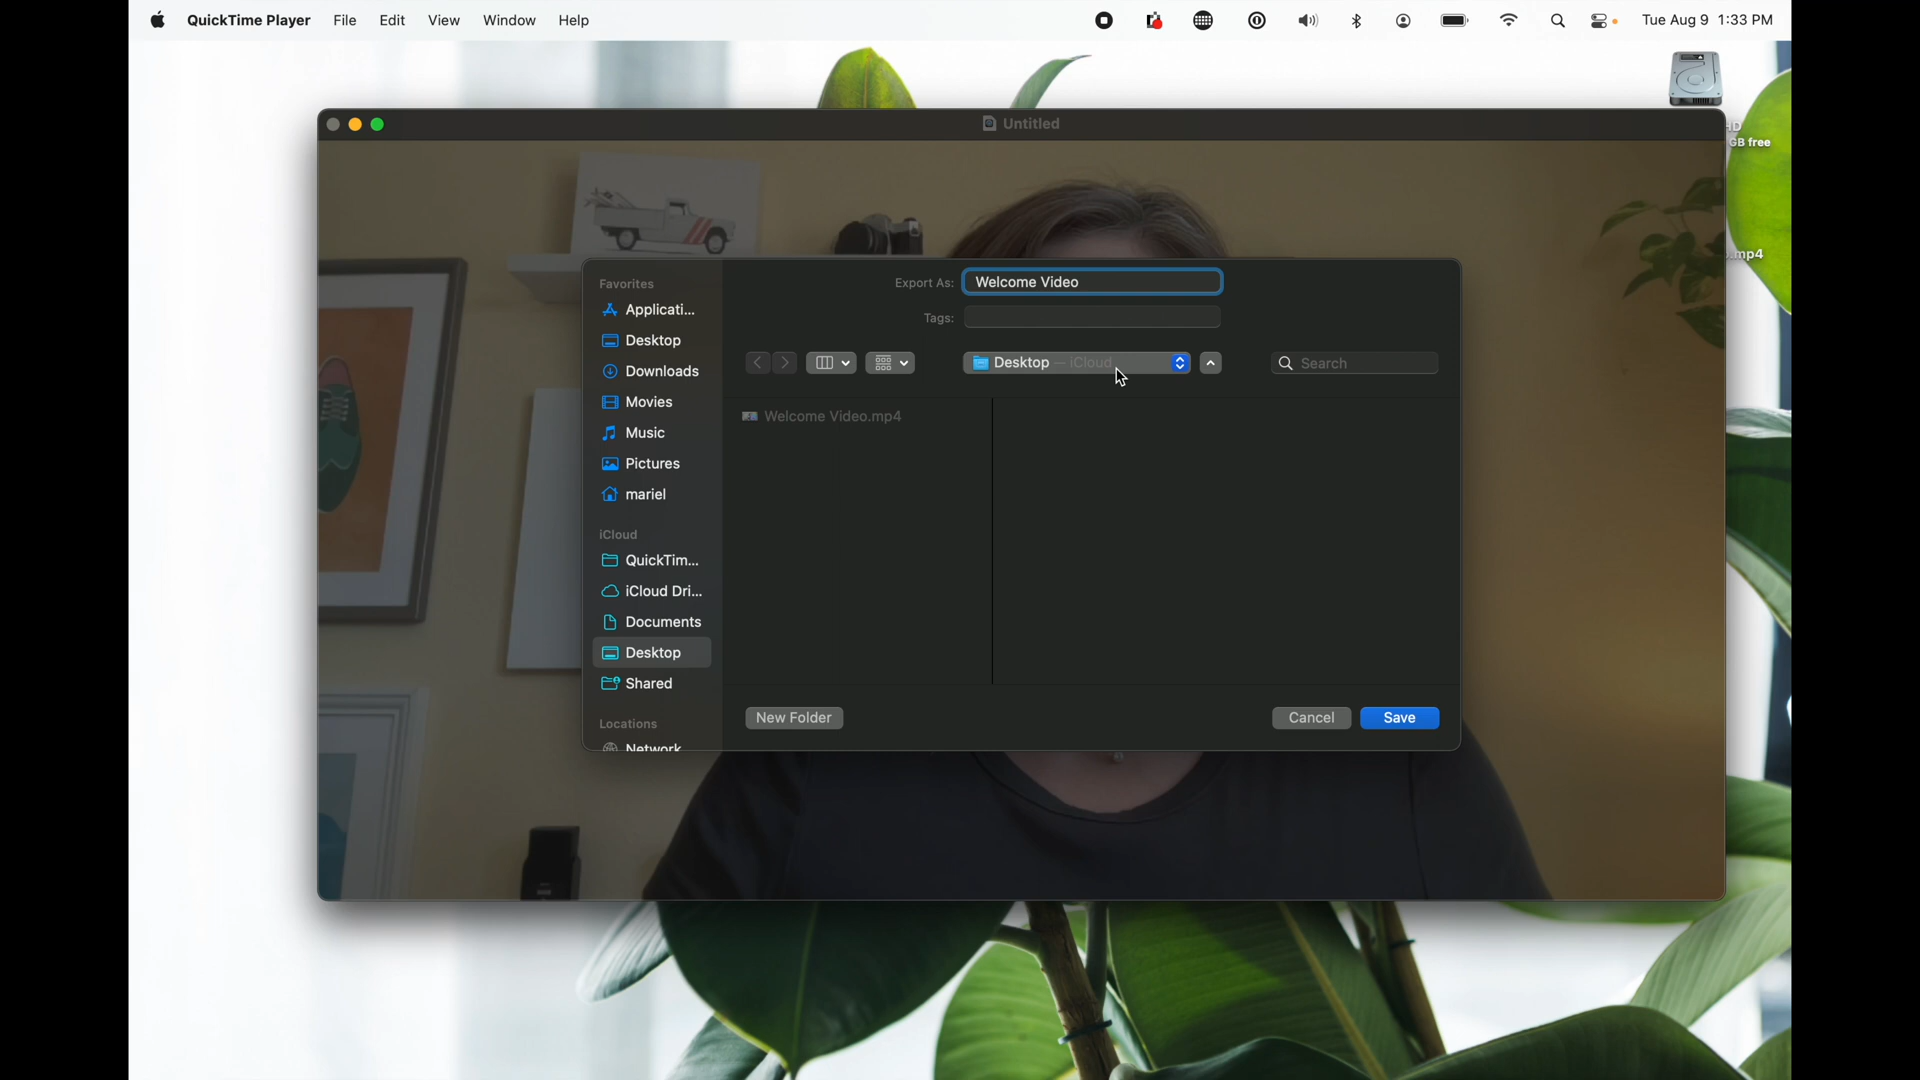 QuickTime Player File Edit View Window Help Tue Aug 9 1:33 PM
Untitled
GB free
.mp4
Favorites
Applicati...
Desktop
Downloads
Movies
Music
Pictures
mariel
iCloud
QuickTim...
iCloud Dri...
Documents
Desktop
Shared
Locations
Network
Export As: Welcome Video
Tags:
Desktop — iCloud
Search
Welcome Video.mp4
New Folder
Cancel
Save